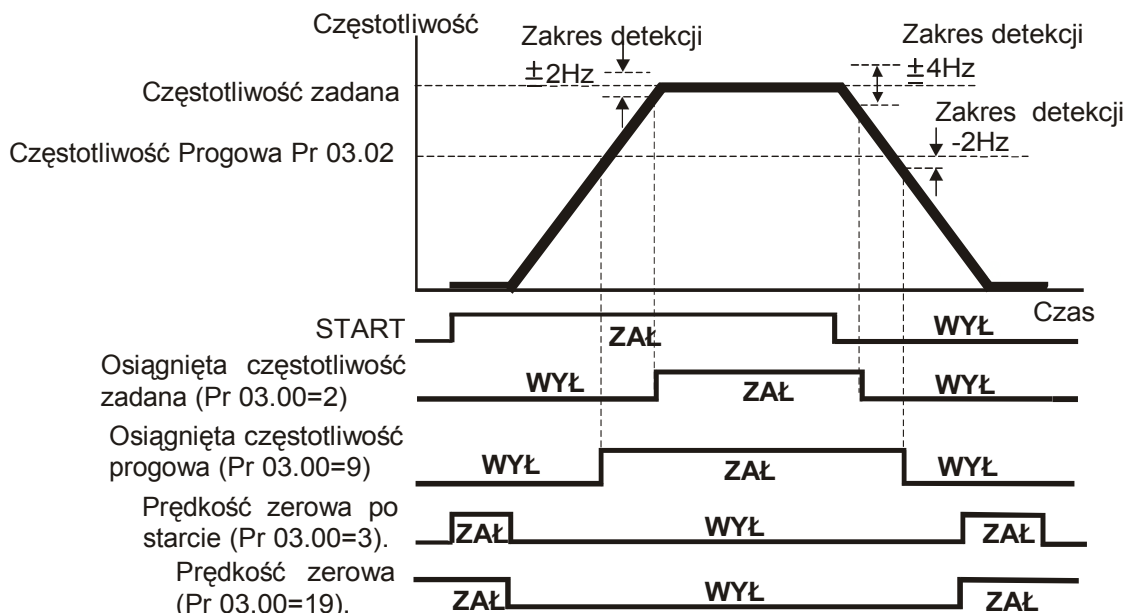 Częstotliwość
Zakres detekcji
±2Hz
Zakres detekcji
±4Hz
Częstotliwość zadana
Zakres detekcji
-2Hz
Częstotliwość Progowa Pr 03.02
Czas
START
ZAŁ
WYŁ
Osiągnięta częstotliwość
zadana (Pr 03.00=2)
WYŁ
ZAŁ
WYŁ
Osiągnięta częstotliwość
progowa (Pr 03.00=9)
WYŁ
ZAŁ
WYŁ
Prędkość zerowa po
starcie (Pr 03.00=3).
ZAŁ
WYŁ
ZAŁ
Prędkość zerowa
(Pr 03.00=19).
ZAŁ
WYŁ
ZAŁ